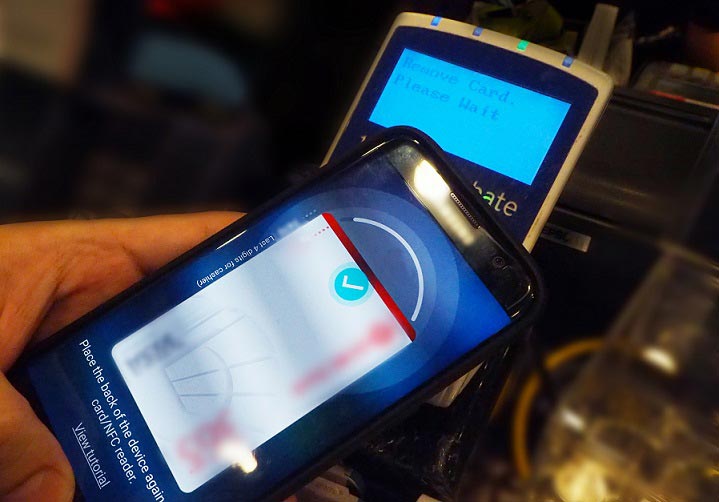 Remove Card.
Please Wait
bate
(Last 4 digits for cashier)
Place the back of the device again
card/NFC reader.
View tutorial